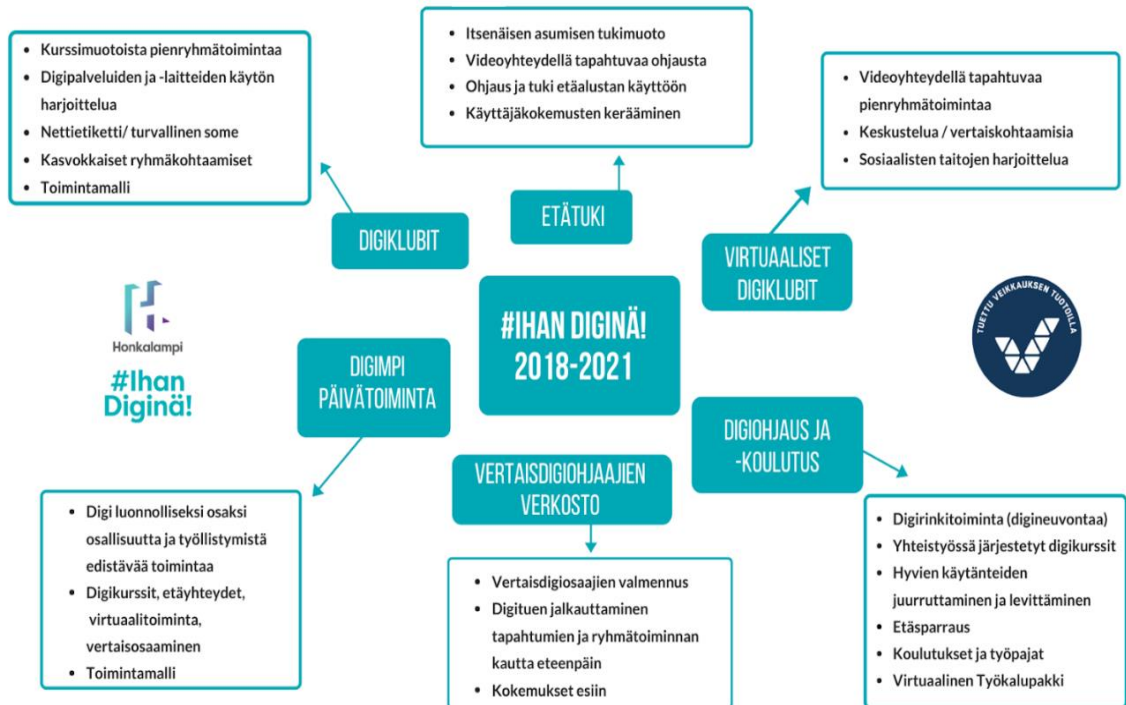 • Kurssimuotoista pienryhmätoimintaa
• Digipalveluiden ja -laitteiden käytön
harjoittelua
• Nettietiketti/ turvallinen some
• Kasvokkaiset ryhmäkohtaamiset
• Toimintamalli
• Itsenäisen asumisen tukimuoto
• Videoyhteydellä tapahtuvaa ohjausta
• Ohjaus ja tuki etäalustan käyttöön
• Käyttäjäkokemusten kerääminen
• Videoyhteydellä tapahtuvaa
pienryhmätoimintaa
• Keskustelua / vertaiskohtaamisia
• Sosiaalisten taitojen harjoittelua
DIGIKLUBIT
ETÄTUKI
VIRTUAALISET
DIGIKLUBIT
#IHAN DIGINÄ!
2018-2021
Honkalampi
#Ihan
Diginä!
TUETTU VEIKKAUKSEN TUOTOILLA
DIGIMPI
PÄIVÄTOIMINTA
VERTAISDIGIOHJAAJIEN
VERKOSTO
DIGIOHJAUS JA
-KOULUTUS
• Digi luonnolliseksi osaksi
osallisuutta ja työllistymistä
edistävää toimintaa
• Digikurssit, etäyhteydet,
virtuaalitoiminta,
vertaisosaaminen
• Toimintamalli
• Vertaisdigiosaajien valmennus
• Digituen jalkauttaminen
tapahtumien ja ryhmätoiminnan
kautta eteenpäin
• Kokemukset esiin
• Digirinkitoiminta (digineuvontaa)
• Yhteistyössä järjestetyt digikurssit
• Hyvien käytänteiden
juurruttaminen ja levittäminen
• Etäsparraus
• Koulutukset ja työpajat
• Virtuaalinen Työkalupakki